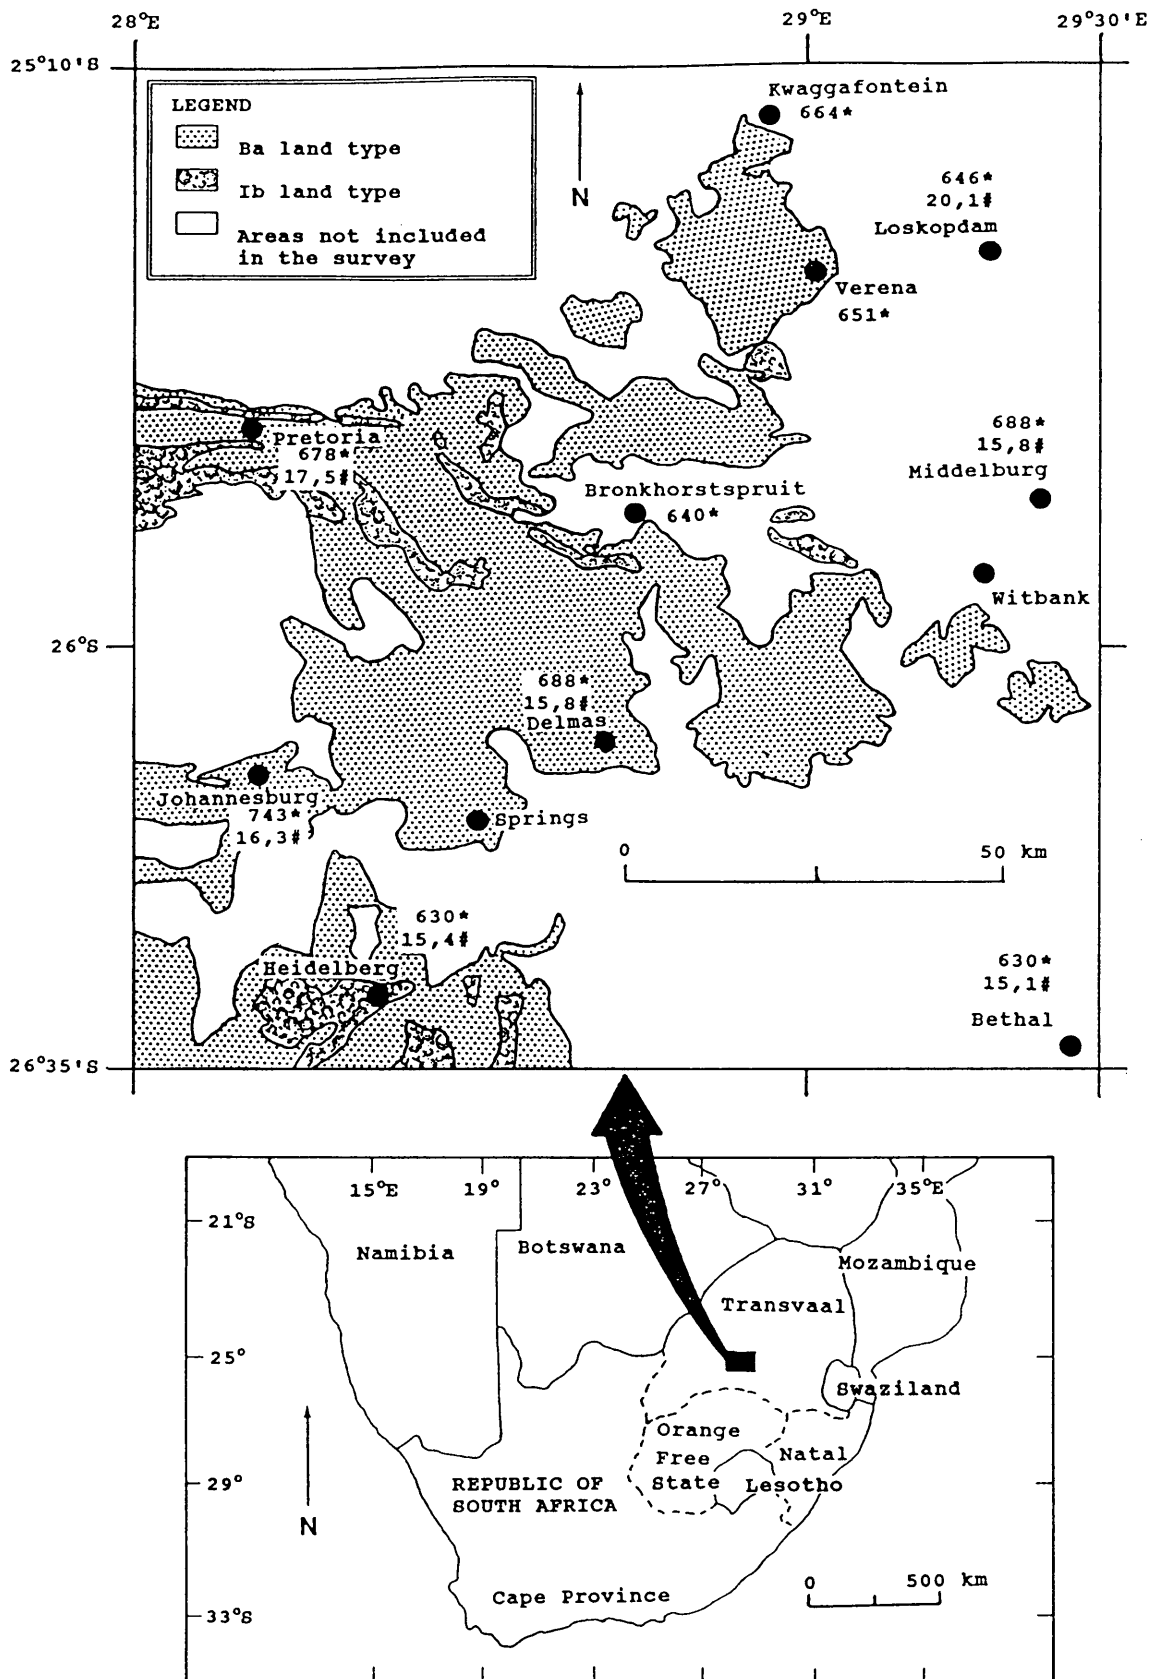 28°E
29°E
29°30'E
25°10'S
LEGEND
Ba land type
Ib land type
Areas not included
in the survey
N
Kwaggafontein
664*
646*
20,1#
Loskopdam
Verena
651*
Pretoria
678*
17,5#
688*
15,8#
Middelburg
Bronkhorstspruit
640*
Witbank
26°S
688*
15,8#
Delmas
Johannesburg
743*
16,3#
Springs
0 50 km
630*
15,4#
Heidelberg
630*
15,1#
Bethal
26°35'S
15°E 19° 23° 27° 31° 35°E
21°S
Namibia
Botswana
Mozambique
Transvaal
25°
Swaziland
Orange
Free
State
Natal
Lesotho
29°
REPUBLIC OF
SOUTH AFRICA
N
0 500 km
Cape Province
33°S